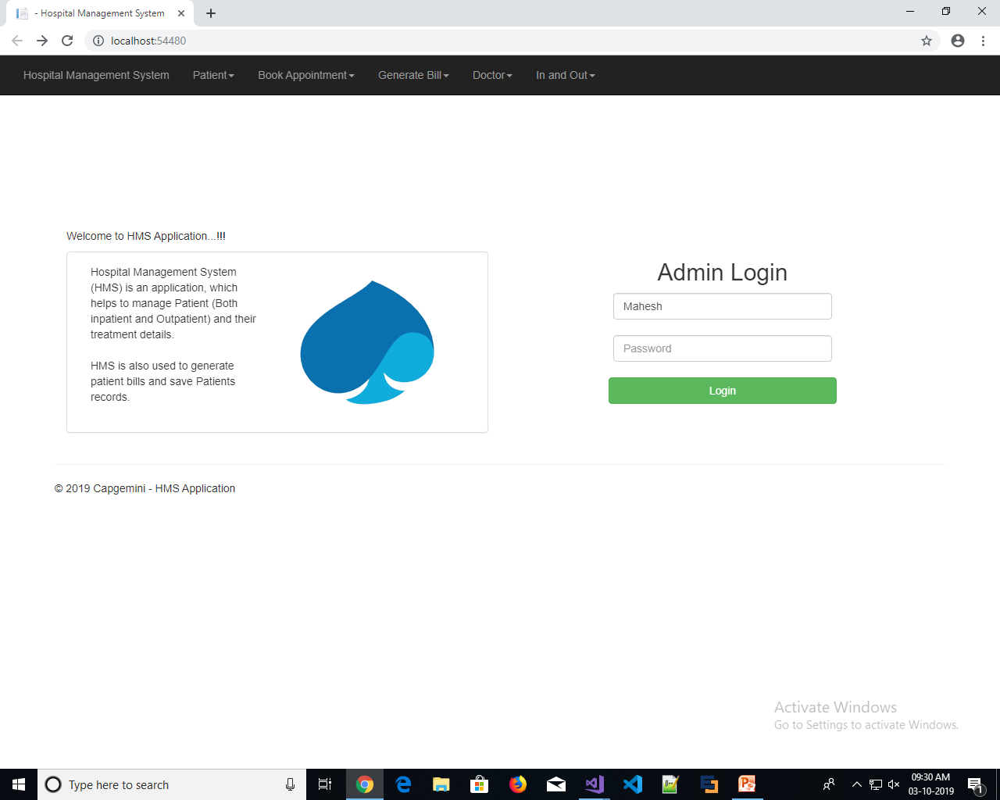 - Hospital Management System
localhost:54480
Hospital Management System Patient Book Appointment Generate Bill Doctor In and Out
Welcome to HMS Application...!!!
Hospital Management System
(HMS) is an application, which
helps to manage Patient (Both
inpatient and Outpatient) and their
treatment details.
HMS is also used to generate
patient bills and save Patients
records.
Admin Login
Mahesh
Password
Login
© 2019 Capgemini - HMS Application
Activate Windows
Go to Settings to activate Windows.
Type here to search
09:30 AM
03-10-2019
1